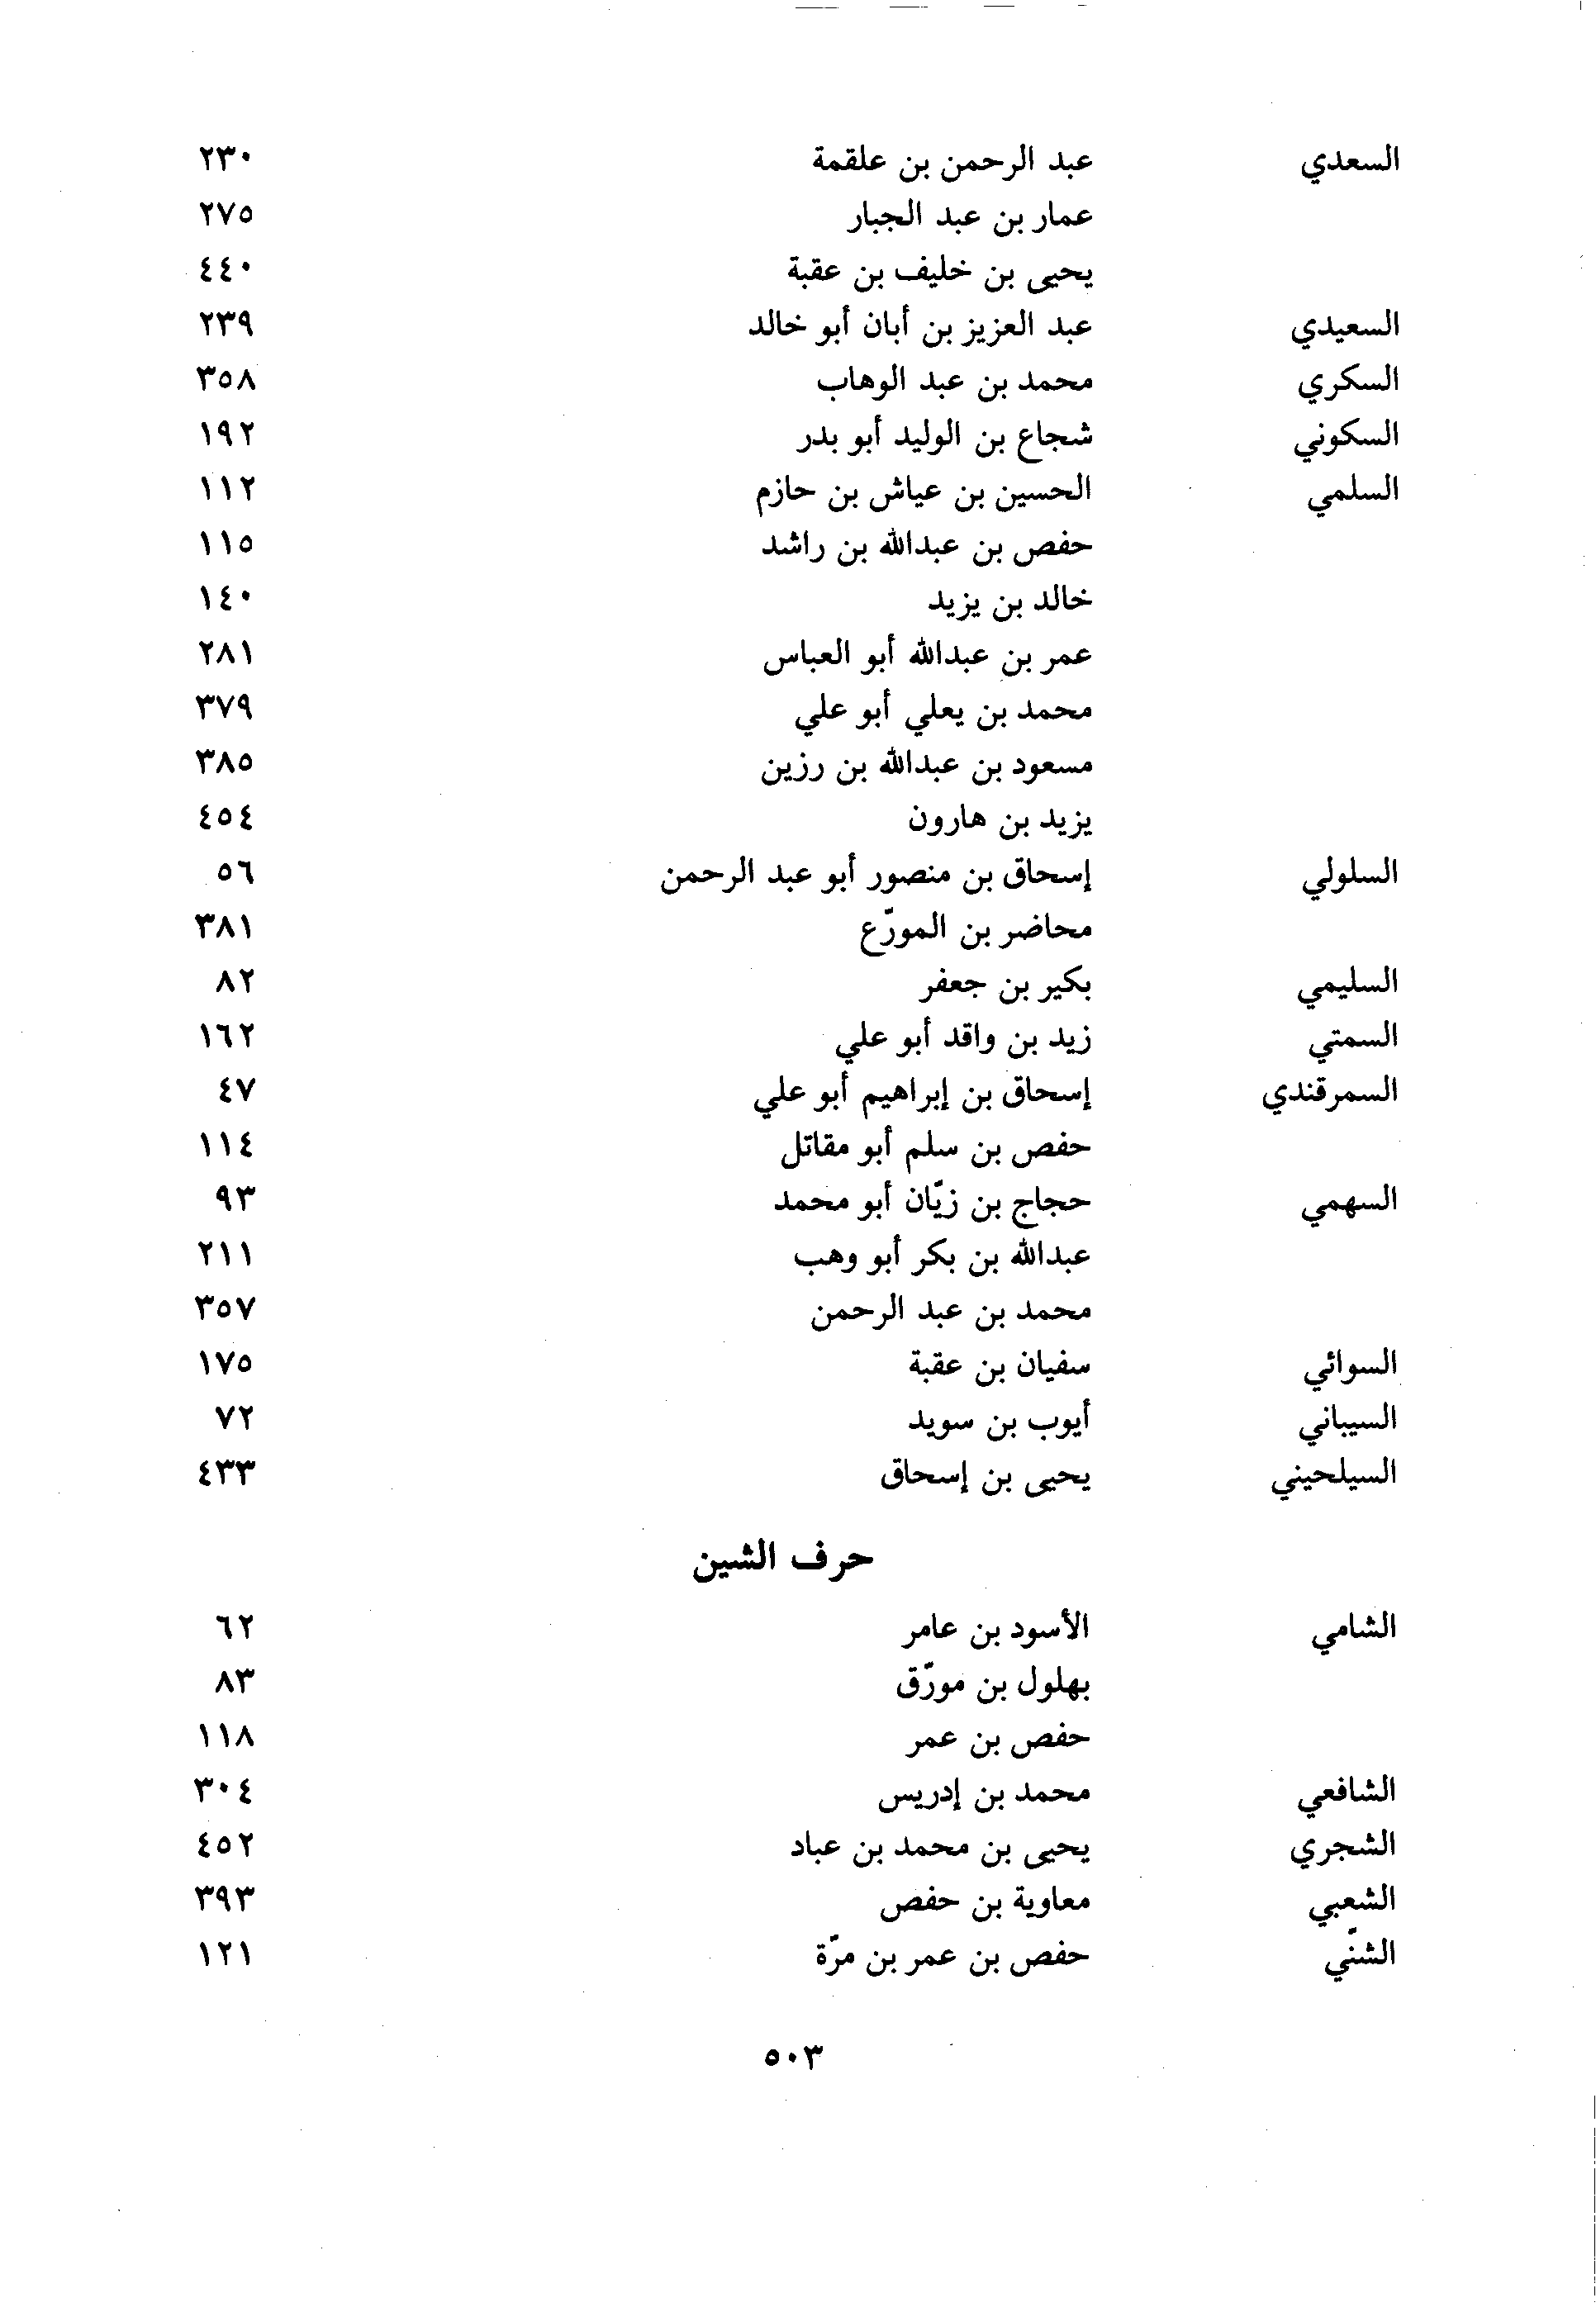 السعدي عبد الرحمن بن علقمة ٢٣٠
عمار بن عبد الجبار ٢٧٥
يحيى بن خليف بن عقبة ٤٤٠
السعيدي عبد العزيز بن أبان أبو خالد ٢٣٩
السكري محمد بن عبد الوهاب ٣٥٨
السكوني شجاع بن الوليد أبو بدر ١٩٢
السلمي الحسين بن عياش بن حازم ١١٢
حفص بن عبدالله بن راشد ١١٥
خالد بن يزيد ١٤٠
عمر بن عبدالله أبو العباس ٢٨١
محمد بن يعلي أبو علي ٣٧٩
مسعود بن عبدالله بن رزين ٣٨٥
يزيد بن هارون ٤٥٤
السلولي إسحاق بن منصور أبو عبد الرحمن ٥٦
محاضر بن المورّع ٣٨١
السليمي بكير بن جعفر ٨٢
السمتي زيد بن واقد أبو علي ١٦٢
السمرقندي إسحاق بن إبراهيم أبو علي ٤٧
حفص بن سلم أبو مقاتل ١١٤
السهمي حجاج بن زيّان أبو محمد ٩٣
عبدالله بن بكر أبو وهب ٢١١
محمد بن عبد الرحمن ٣٥٧
السوائي سفيان بن عقبة ١٧٥
السيباني أيوب بن سويد ٧٢
السيلحيني يحيى بن إسحاق ٤٣٣
حرف الشين
الشامي الأسود بن عامر ٦٢
بهلول بن مورّق ٨٣
حفص بن عمر ١١٨
الشافعي محمد بن إدريس ٣٠٤
الشجري يحيى بن محمد بن عباد ٤٥٢
الشعبي معاوية بن حفص ٣٩٣
الشنّي حفص بن عمر بن مرّة ١٢١
٥٠٣